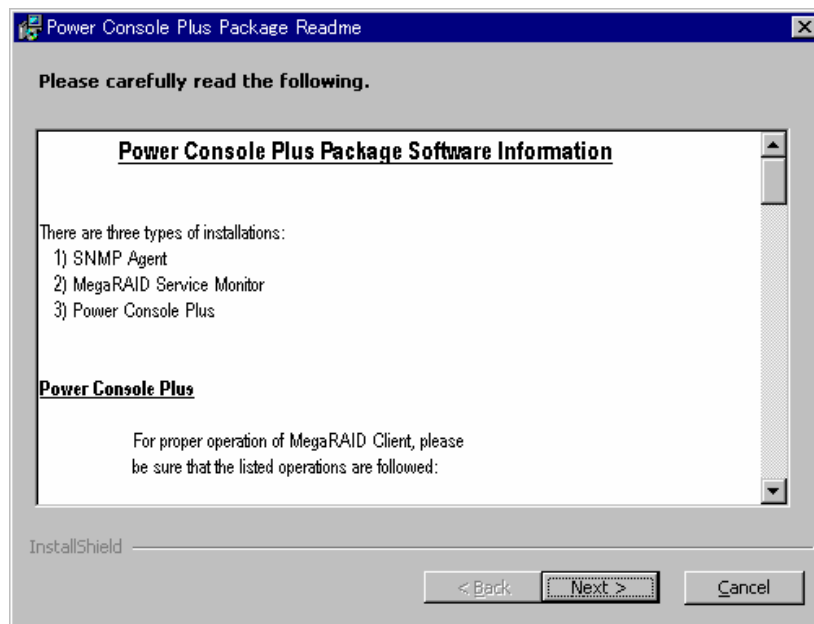 Power Console Plus Package Readme
Please carefully read the following.
Power Console Plus Package Software Information
There are three types of installations:
1) SNMP Agent
2) MegaRAID Service Monitor
3) Power Console Plus
Power Console Plus
For proper operation of MegaRAID Client, please
be sure that the listed operations are followed:
InstallShield
< Back
Next >
Cancel